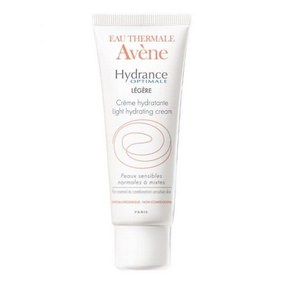 EAU THERMALE
Avène
Hydrance
OPTIMALE
LÉGÈRE
Crème hydratante
light hydrating cream
Peaux sensibles
normales à mixtes
PARIS